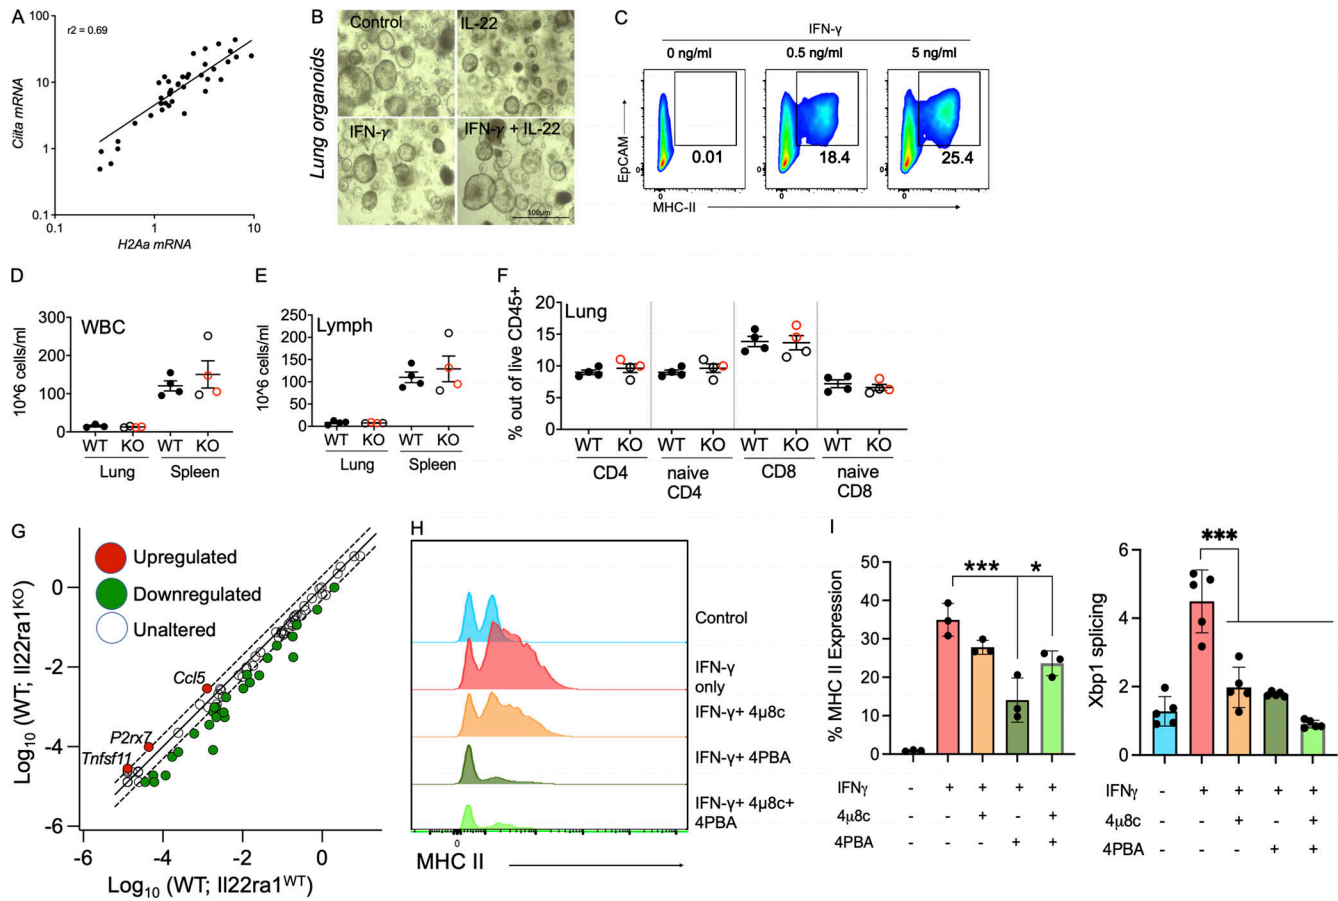 A
r2 = 0.69
Ciita mRNA
100
10
1
0.1
0.1
1
10
H2Aa mRNA
B
Lung organoids
Control
IL-22
IFN-γ
IFN-γ + IL-22
100μm
C
IFN-γ
0 ng/ml
0.5 ng/ml
5 ng/ml
EpCAM
0
0
0
0.01
18.4
25.4
0
0
0
MHC-II
D
WBC
10^6 cells/ml
300
200
100
0
WT
KO
WT
KO
Lung
Spleen
E
Lymph
10^6 cells/ml
250
200
150
100
50
0
WT
KO
WT
KO
Lung
Spleen
F
Lung
% out of live CD45+
20
15
10
5
0
WT
KO
WT
KO
WT
KO
WT
KO
CD4
naive
CD4
CD8
naive
CD8
G
Upregulated
Downregulated
Unaltered
Log10 (WT; Il22ra1KO)
0
-2
-4
-6
Ccl5
P2rx7
Tnfsf11
-6
-4
-2
0
Log10 (WT; Il22ra1WT)
H
Control
IFN-γ
only
IFN-γ+ 4μ8c
IFN-γ+ 4PBA
IFN-γ+ 4μ8c+
4PBA
0
MHC II
I
% MHC II Expression
50
40
30
20
10
0
***
*
IFNγ - + + + +
4μ8c - - + - +
4PBA - - - + +
Xbp1 splicing
6
4
2
0
***
IFNγ - + + + +
4μ8c - - + - +
4PBA - - - + +